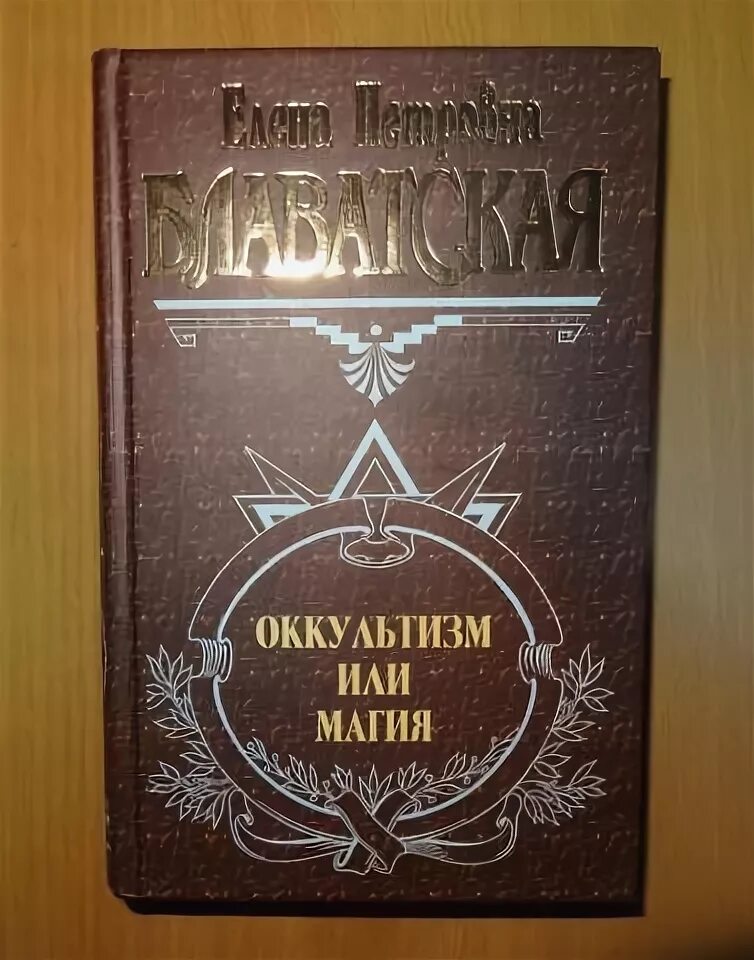 Елена Петровна
БЛАВАТСКАЯ
ОККУЛЬТИЗМ
ИЛИ
МАГИЯ